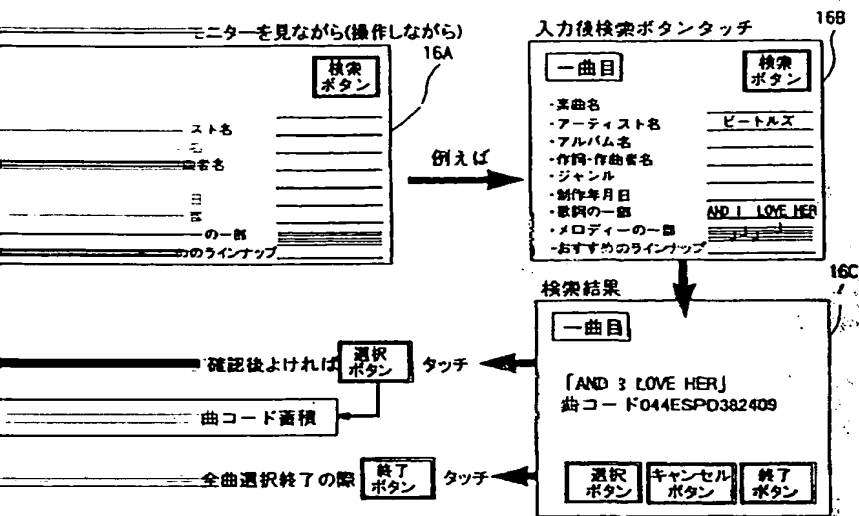 モニターを見ながら(操作しながら)
16A
検索
ボタン
スト名
曲者名
日
の一部
のラインナップ
例えば
入力後検索ボタンタッチ
16B
一曲目
検索
ボタン
・楽曲名
・アーティスト名
ビートルズ
・アルバム名
・作詞・作曲者名
・ジャンル
・制作年月日
・歌詞の一部
AND I LOVE HER
・メロディーの一部
・おすすめのラインナップ
検索結果
16C
一曲目
「AND I LOVE HER」
曲コード044ESPD382409
選択
ボタン
キャンセル
ボタン
終了
ボタン
確認後よければ
選択
ボタン
タッチ
曲コード蓄積
全曲選択終了の際
終了
ボタン
タッチ